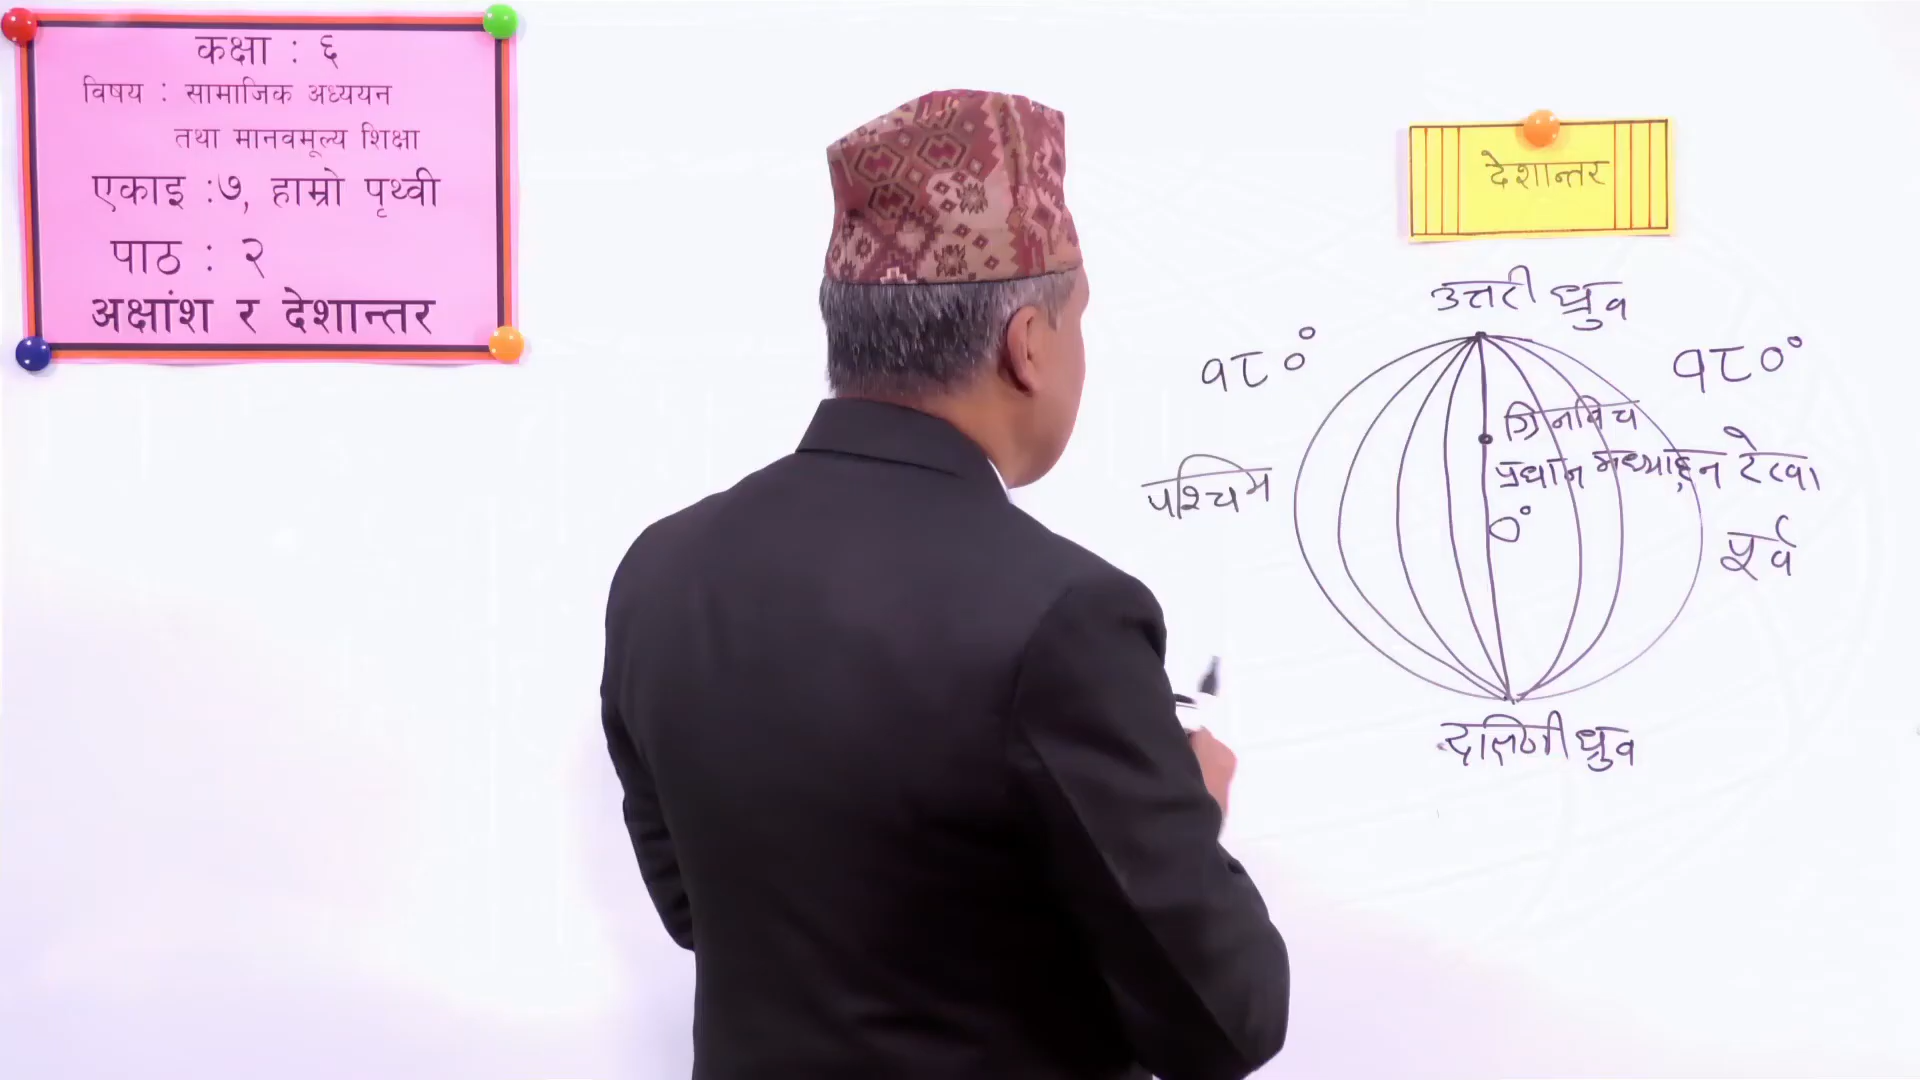 कक्षा : ६
विषय : सामाजिक अध्ययन
तथा मानवमूल्य शिक्षा
एकाइ :७, हाम्रो पृथ्वी
पाठ : २
अक्षांश र देशान्तर
देशान्तर
उत्तरी ध्रुव
१८०°
१८०°
ग्रिनविच
प्रधान मध्याह्न रेखा
पश्चिम
०°
पूर्व
दक्षिणी ध्रुव